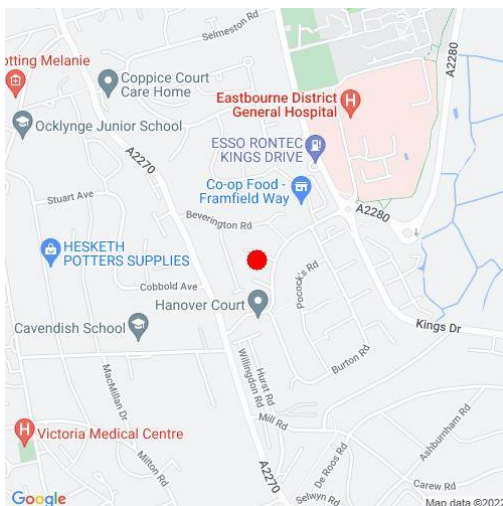 Selmeston Rd
otting Melanie
Coppice Court
Care Home
A2280
Eastbourne District
General Hospital
Ocklynge Junior School
ESSO RONTEC
KINGS DRIVE
A2270
Co-op Food -
Framfield Way
Stuart Ave
Beverington Rd
A2280
HESKETH
POTTERS SUPPLIES
Cobbold Ave
Pocock's Rd
Hanover Court
Cavendish School
Kings Dr
Willingdon Rd
Hurst Rd
Burton Rd
MacMillan Dr
Mill Rd
Victoria Medical Centre
Milton Rd
A2270
De Roos Rd
Ashburnham Rd
Carew Rd
Selwyn Rd
Google
Map data ©2022